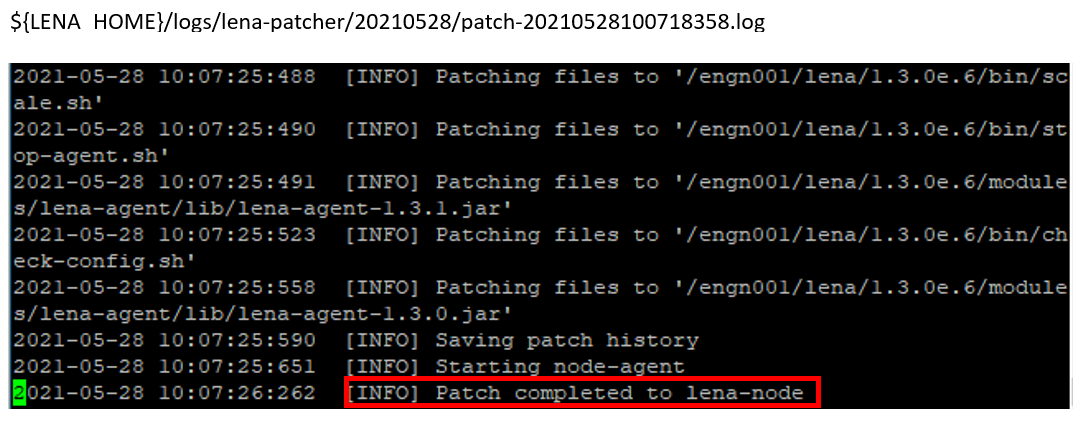 ${LENA_HOME}/logs/lena-patcher/20210528/patch-20210528100718358.log
2021-05-28 10:07:25:488  [INFO] Patching files to '/engn001/lena/1.3.0e.6/bin/sc
ale.sh'
2021-05-28 10:07:25:490  [INFO] Patching files to '/engn001/lena/1.3.0e.6/bin/st
op-agent.sh'
2021-05-28 10:07:25:491  [INFO] Patching files to '/engn001/lena/1.3.0e.6/module
s/lena-agent/lib/lena-agent-1.3.1.jar'
2021-05-28 10:07:25:523  [INFO] Patching files to '/engn001/lena/1.3.0e.6/bin/ch
eck-config.sh'
2021-05-28 10:07:25:558  [INFO] Patching files to '/engn001/lena/1.3.0e.6/module
s/lena-agent/lib/lena-agent-1.3.0.jar'
2021-05-28 10:07:25:590  [INFO] Saving patch history
2021-05-28 10:07:25:651  [INFO] Starting node-agent
2021-05-28 10:07:26:262  [INFO] Patch completed to lena-node